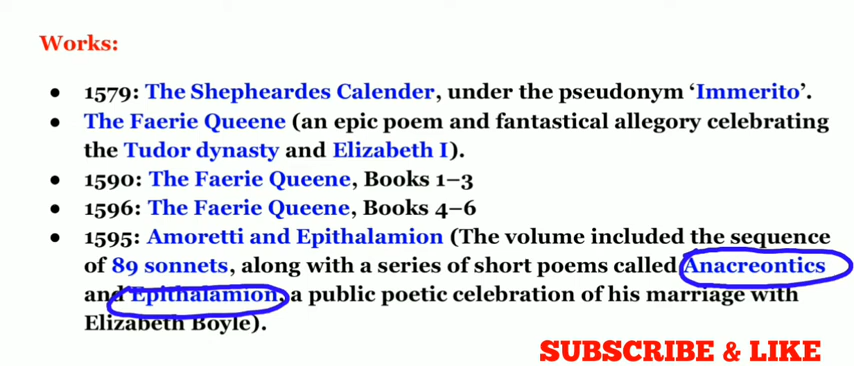 Works:
● 1579: The Shepheardes Calender, under the pseudonym ‘Immerito’.
● The Faerie Queene (an epic poem and fantastical allegory celebrating
the Tudor dynasty and Elizabeth I).
● 1590: The Faerie Queene, Books 1–3
● 1596: The Faerie Queene, Books 4–6
● 1595: Amoretti and Epithalamion (The volume included the sequence
of 89 sonnets, along with a series of short poems called Anacreontics
and Epithalamion, a public poetic celebration of his marriage with
Elizabeth Boyle).
SUBSCRIBE & LIKE